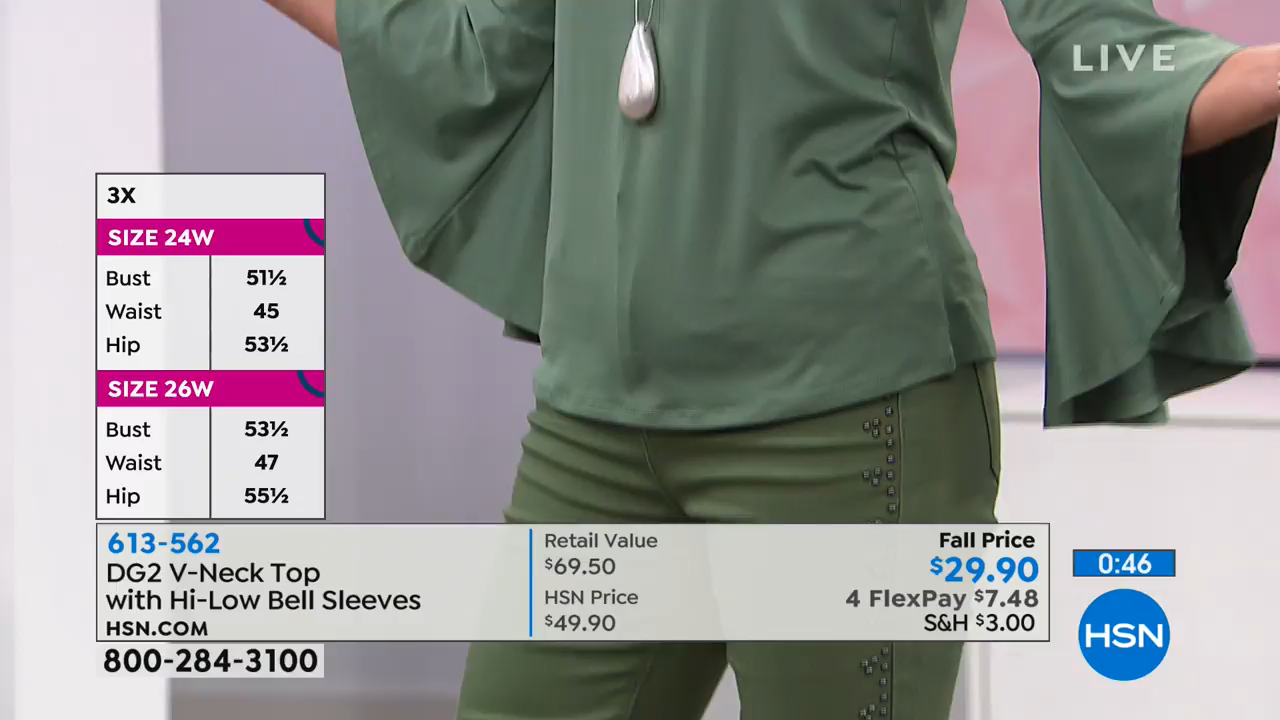 LIVE
3X
SIZE 24W
Bust 51½
Waist 45
Hip 53½
SIZE 26W
Bust 53½
Waist 47
Hip 55½
613-562
DG2 V-Neck Top
with Hi-Low Bell Sleeves
HSN.COM
800-284-3100
Retail Value
$69.50
HSN Price
$49.90
Fall Price
$29.90
4 FlexPay $7.48
S&H $3.00
0:46
HSN